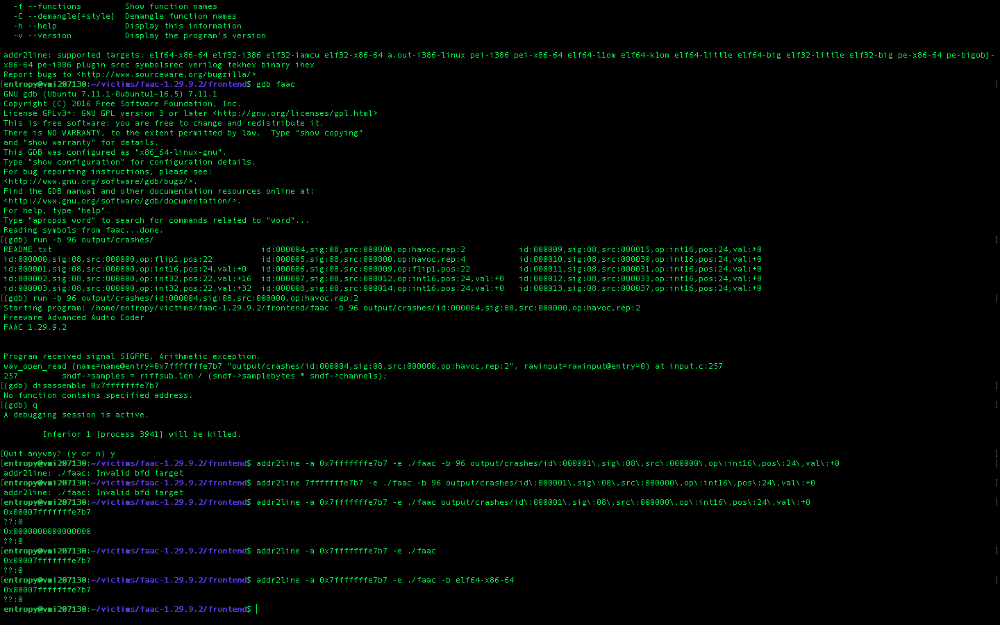 -f --functions         Show function names
  -C --demangle[=style]  Demangle function names
  -h --help              Display this information
  -v --version           Display the program's version

addr2line: supported targets: elf64-x86-64 elf32-i386 elf32-iamcu elf32-x86-64 a.out-i386-linux pei-i386 pei-x86-64 elf64-l1om elf64-k1om elf64-little elf64-big elf32-little elf32-big pe-x86-64 pe-bigobj-
x86-64 pe-i386 plugin srec symbolsrec verilog tekhex binary ihex
Report bugs to <http://www.sourceware.org/bugzilla/>
[entropy@vmi207130:~/victims/faac-1.29.9.2/frontend$ gdb faac ]
GNU gdb (Ubuntu 7.11.1-0ubuntu1~16.5) 7.11.1
Copyright (C) 2016 Free Software Foundation, Inc.
License GPLv3+: GNU GPL version 3 or later <http://gnu.org/licenses/gpl.html>
This is free software: you are free to change and redistribute it.
There is NO WARRANTY, to the extent permitted by law.  Type "show copying"
and "show warranty" for details.
This GDB was configured as "x86_64-linux-gnu".
Type "show configuration" for configuration details.
For bug reporting instructions, please see:
<http://www.gnu.org/software/gdb/bugs/>.
Find the GDB manual and other documentation resources online at:
<http://www.gnu.org/software/gdb/documentation/>.
For help, type "help".
Type "apropos word" to search for commands related to "word"...
Reading symbols from faac...done.
[(gdb) run -b 96 output/crashes/ ]
README.txt                                           id:000004,sig:08,src:000000,op:havoc,rep:2           id:000009,sig:08,src:000015,op:int16,pos:24,val:+0
id:000000,sig:08,src:000000,op:flip1,pos:22          id:000005,sig:08,src:000000,op:havoc,rep:4           id:000010,sig:08,src:000030,op:int16,pos:24,val:+0
id:000001,sig:08,src:000000,op:int16,pos:24,val:+0   id:000006,sig:08,src:000009,op:flip1,pos:22          id:000011,sig:08,src:000031,op:int16,pos:24,val:+0
id:000002,sig:08,src:000000,op:int32,pos:22,val:+16  id:000007,sig:08,src:000012,op:int16,pos:24,val:+0   id:000012,sig:08,src:000033,op:int16,pos:24,val:+0
id:000003,sig:08,src:000000,op:int32,pos:22,val:+32  id:000008,sig:08,src:000014,op:int16,pos:24,val:+0   id:000013,sig:08,src:000037,op:int16,pos:24,val:+0
[(gdb) run -b 96 output/crashes/id:000004,sig:08,src:000000,op:havoc,rep:2 ]
Starting program: /home/entropy/victims/faac-1.29.9.2/frontend/faac -b 96 output/crashes/id:000004,sig:08,src:000000,op:havoc,rep:2
Freeware Advanced Audio Coder
FAAC 1.29.9.2

Program received signal SIGFPE, Arithmetic exception.
wav_open_read (name=name@entry=0x7fffffffe7b7 "output/crashes/id:000004,sig:08,src:000000,op:havoc,rep:2", rawinput=rawinput@entry=0) at input.c:257
257         sndf->samples = riffsub.len / (sndf->samplebytes * sndf->channels);
[(gdb) disassemble 0x7fffffffe7b7 ]
No function contains specified address.
[(gdb) q ]
A debugging session is active.

        Inferior 1 [process 3941] will be killed.

[Quit anyway? (y or n) y ]
[entropy@vmi207130:~/victims/faac-1.29.9.2/frontend$ addr2line -a 0x7fffffffe7b7 -e ./faac -b 96 output/crashes/id\:000001\,sig\:08\,src\:000000\,op\:int16\,pos\:24\,val\:+0 ]
addr2line: ./faac: Invalid bfd target
[entropy@vmi207130:~/victims/faac-1.29.9.2/frontend$ addr2line 7fffffffe7b7 -e ./faac -b 96 output/crashes/id\:000001\,sig\:08\,src\:000000\,op\:int16\,pos\:24\,val\:+0 ]
addr2line: ./faac: Invalid bfd target
[entropy@vmi207130:~/victims/faac-1.29.9.2/frontend$ addr2line -a 0x7fffffffe7b7 -e ./faac output/crashes/id\:000001\,sig\:08\,src\:000000\,op\:int16\,pos\:24\,val\:+0 ]
0x00007fffffffe7b7
??:0
0x0000000000000000
??:0
[entropy@vmi207130:~/victims/faac-1.29.9.2/frontend$ addr2line -a 0x7fffffffe7b7 -e ./faac ]
0x00007fffffffe7b7
??:0
[entropy@vmi207130:~/victims/faac-1.29.9.2/frontend$ addr2line -a 0x7fffffffe7b7 -e ./faac -b elf64-x86-64 ]
0x00007fffffffe7b7
??:0
entropy@vmi207130:~/victims/faac-1.29.9.2/frontend$